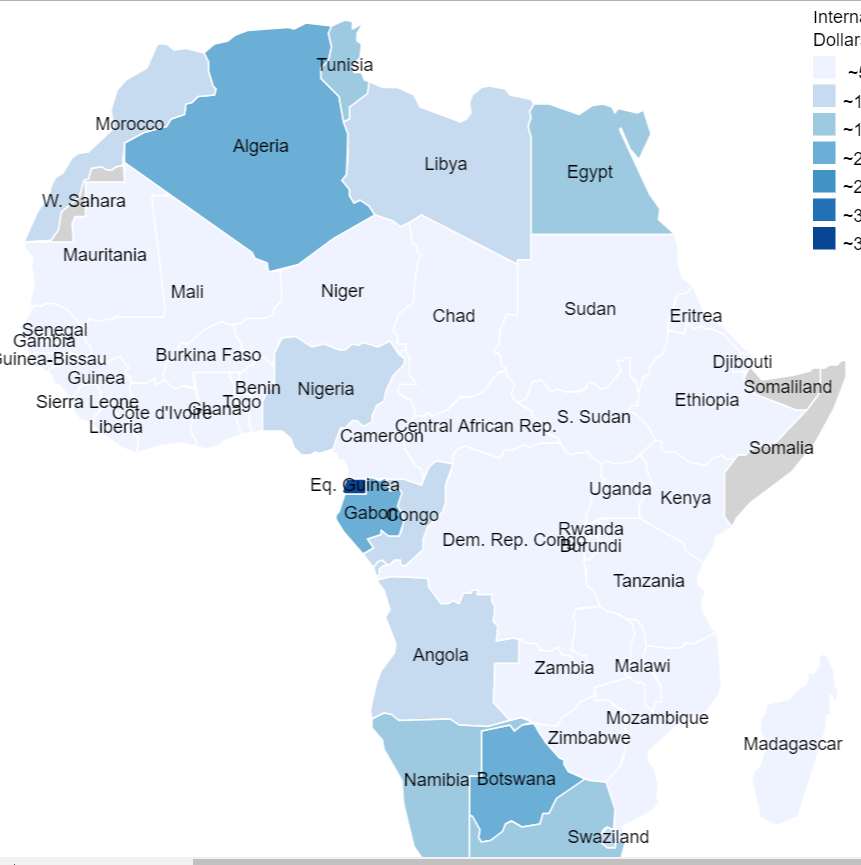 Interna
Dollar
~5
~1
~1
~2
~2
~3
~3
Tunisia
Morocco
Algeria
Libya
Egypt
W. Sahara
Mauritania
Mali
Niger
Chad
Sudan
Eritrea
Senegal
Gambia
Guinea-Bissau
Guinea
Burkina Faso
Djibouti
Benin
Nigeria
Somaliland
Sierra Leone
Togo
Ethiopia
Cote d'Ivoire
Ghana
Liberia
S. Sudan
Central African Rep.
Cameroon
Somalia
Eq. Guinea
Uganda
Kenya
Gabon
Congo
Rwanda
Dem. Rep. Congo
Burundi
Tanzania
Angola
Zambia
Malawi
Mozambique
Zimbabwe
Madagascar
Namibia
Botswana
Swaziland